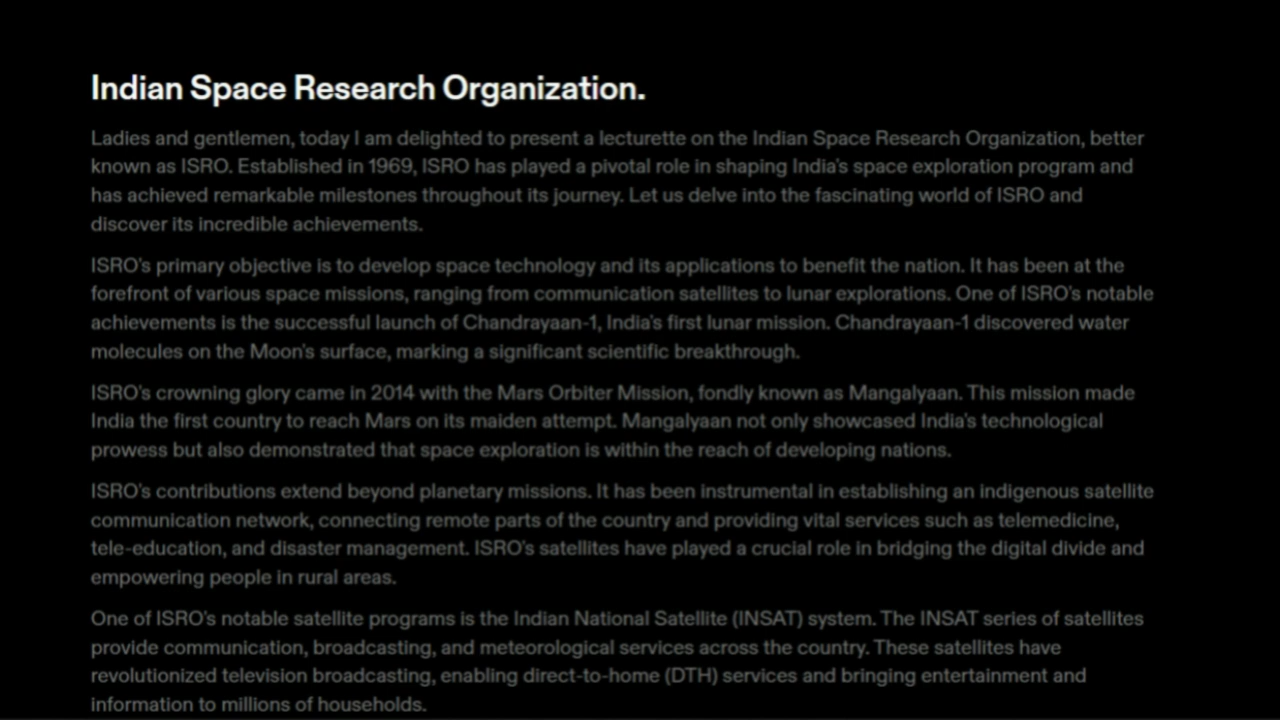 Indian Space Research Organization.
Ladies and gentlemen, today I am delighted to present a lecturette on the Indian Space Research Organization, better
known as ISRO. Established in 1969, ISRO has played a pivotal role in shaping India's space exploration program and
has achieved remarkable milestones throughout its journey. Let us delve into the fascinating world of ISRO and
discover its incredible achievements.
ISRO's primary objective is to develop space technology and its applications to benefit the nation. It has been at the
forefront of various space missions, ranging from communication satellites to lunar explorations. One of ISRO's notable
achievements is the successful launch of Chandrayaan-1, India's first lunar mission. Chandrayaan-1 discovered water
molecules on the Moon's surface, marking a significant scientific breakthrough.
ISRO's crowning glory came in 2014 with the Mars Orbiter Mission, fondly known as Mangalyaan. This mission made
India the first country to reach Mars on its maiden attempt. Mangalyaan not only showcased India's technological
prowess but also demonstrated that space exploration is within the reach of developing nations.
ISRO's contributions extend beyond planetary missions. It has been instrumental in establishing an indigenous satellite
communication network, connecting remote parts of the country and providing vital services such as telemedicine,
tele-education, and disaster management. ISRO's satellites have played a crucial role in bridging the digital divide and
empowering people in rural areas.
One of ISRO's notable satellite programs is the Indian National Satellite (INSAT) system. The INSAT series of satellites
provide communication, broadcasting, and meteorological services across the country. These satellites have
revolutionized television broadcasting, enabling direct-to-home (DTH) services and bringing entertainment and
information to millions of households.